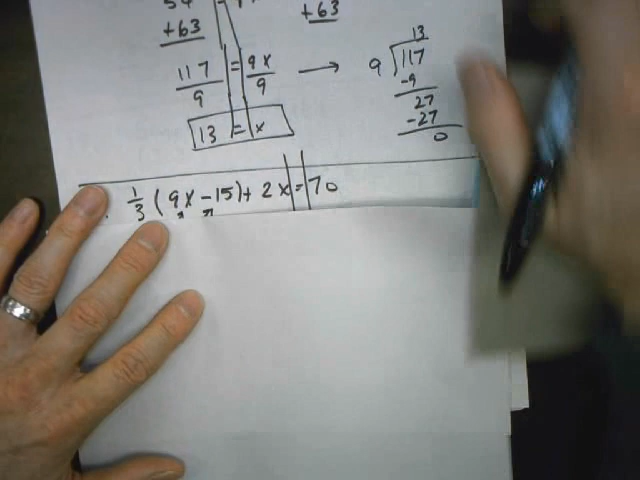 +63 +63
117/9 = 9x/9 → 9)117
13
-9
27
-27
0
13 = x
1/3 (9x - 15) + 2x = 70